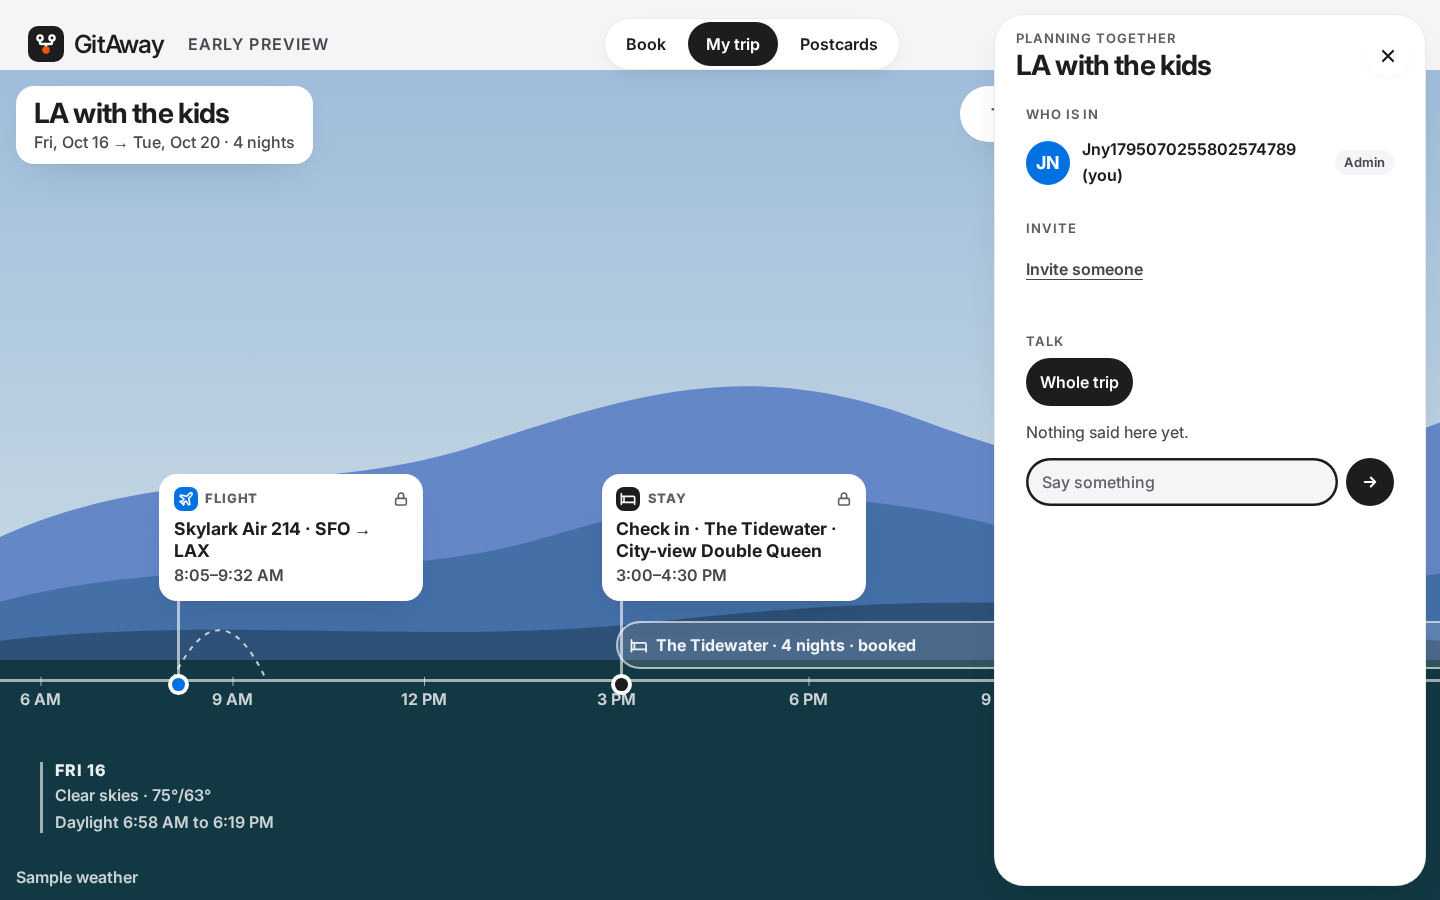 GitAway
EARLY PREVIEW
Book
My trip
Postcards
LA with the kids
Fri, Oct 16 → Tue, Oct 20 · 4 nights
PLANNING TOGETHER
LA with the kids
WHO IS IN
JN
Jny1795070255802574789
(you)
Admin
INVITE
Invite someone
TALK
Whole trip
Nothing said here yet.
Say something
FLIGHT
Skylark Air 214 · SFO →
LAX
8:05–9:32 AM
STAY
Check in · The Tidewater ·
City-view Double Queen
3:00–4:30 PM
The Tidewater · 4 nights · booked
6 AM
9 AM
12 PM
3 PM
6 PM
9
FRI 16
Clear skies · 75°/63°
Daylight 6:58 AM to 6:19 PM
Sample weather